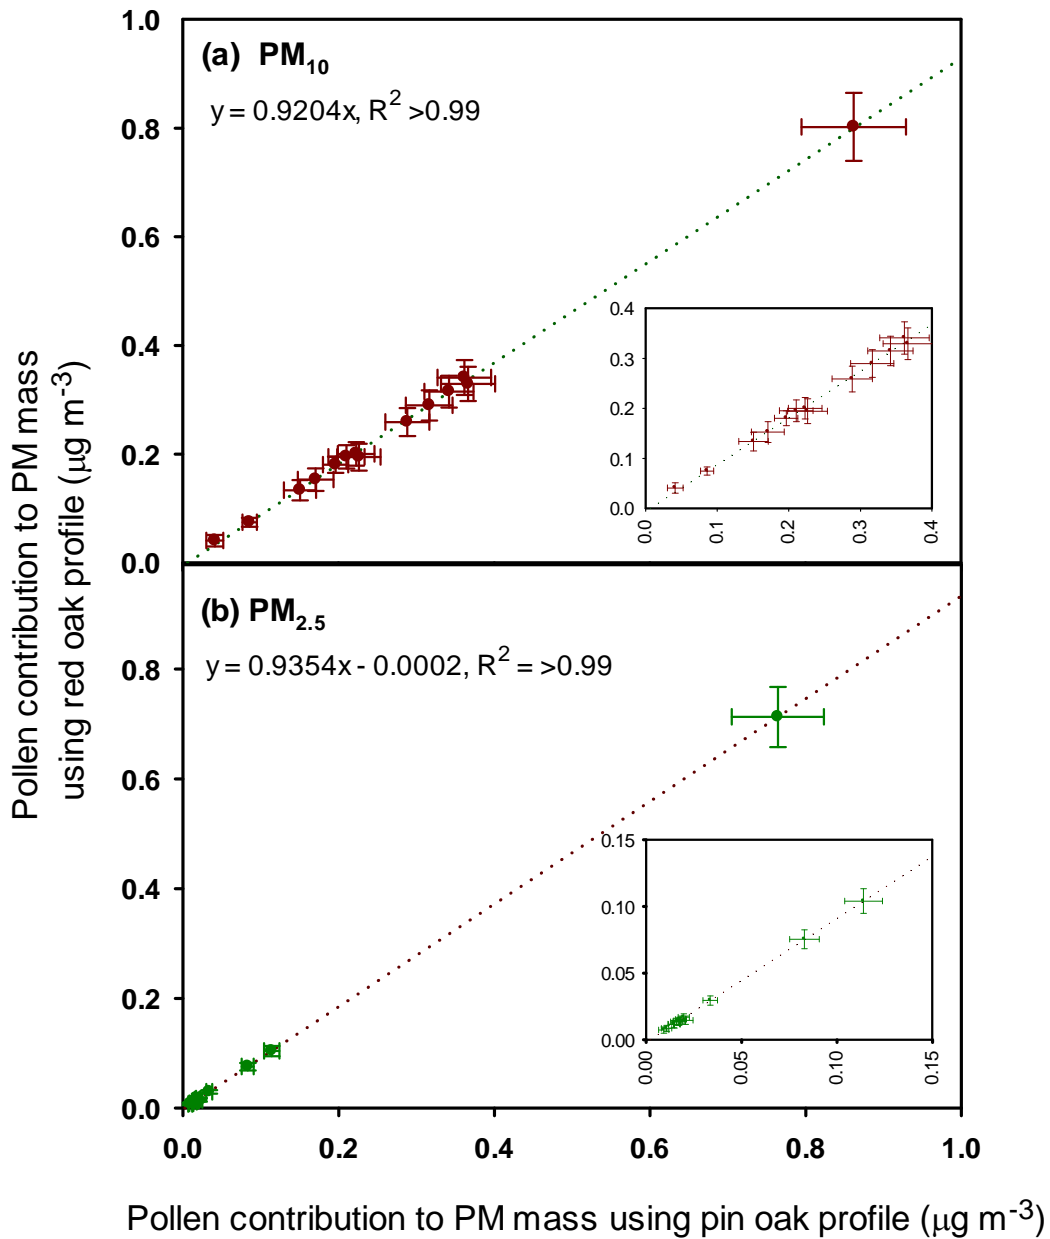 Pollen contribution to PM mass
using red oak profile (μg m⁻³)
1.0
0.8
0.6
0.4
0.2
0.0
(a) PM₁₀
y = 0.9204x, R² >0.99
0.4
0.3
0.2
0.1
0.0
0.0 0.1 0.2 0.3 0.4
(b) PM₂.₅
y = 0.9354x - 0.0002, R² = >0.99
0.8
0.6
0.4
0.2
0.0
0.15
0.10
0.05
0.00
0.00 0.05 0.10 0.15
0.0 0.2 0.4 0.6 0.8 1.0
Pollen contribution to PM mass using pin oak profile (μg m⁻³)